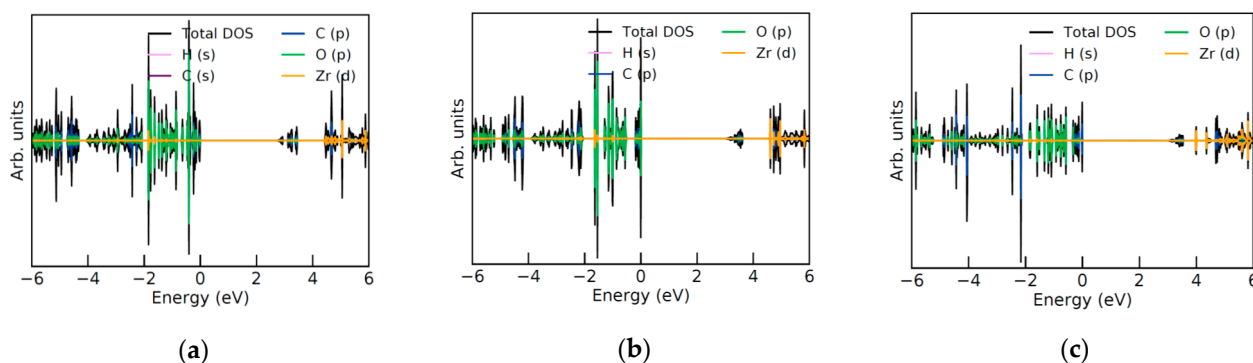 Arb. units
Total DOS
H (s)
C (s)
C (p)
O (p)
Zr (d)
−6 −4 −2 0 2 4 6
Energy (eV)
(a)
Arb. units
Total DOS
H (s)
C (p)
O (p)
Zr (d)
−6 −4 −2 0 2 4 6
Energy (eV)
(b)
Arb. units
Total DOS
H (s)
C (p)
O (p)
Zr (d)
−6 −4 −2 0 2 4 6
Energy (eV)
(c)